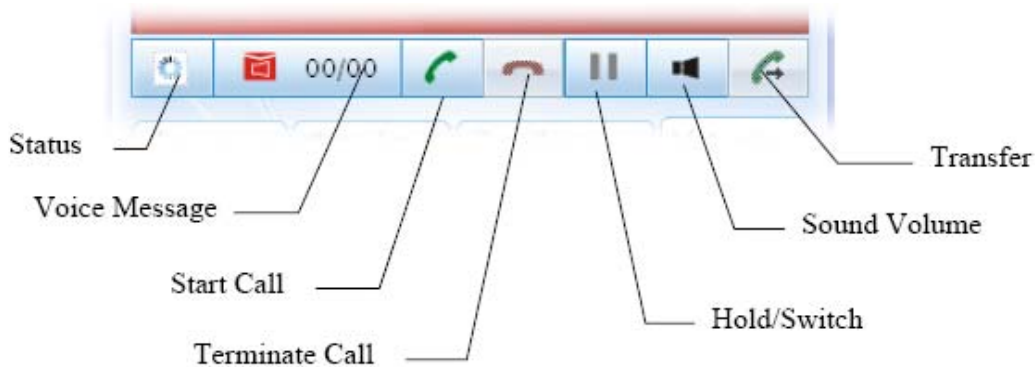 00/00
Status
Transfer
Voice Message
Sound Volume
Start Call
Hold/Switch
Terminate Call